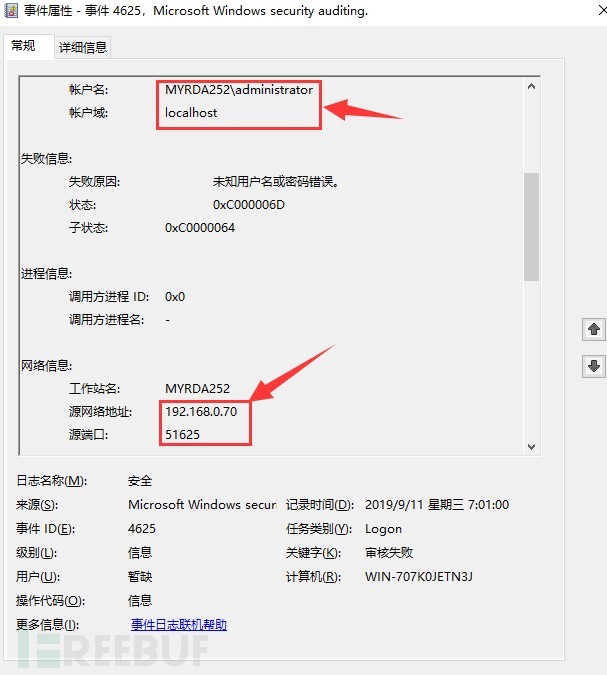 事件属性 - 事件 4625，Microsoft Windows security auditing.
常规 详细信息
帐户名: MYRDA252\administrator
帐户域: localhost
失败信息:
失败原因: 未知用户名或密码错误。
状态: 0xC000006D
子状态: 0xC0000064
进程信息:
调用方进程 ID: 0x0
调用方进程名: -
网络信息:
工作站名: MYRDA252
源网络地址: 192.168.0.70
源端口: 51625
日志名称(M): 安全
来源(S): Microsoft Windows securi 记录时间(D): 2019/9/11 星期三 7:01:00
事件 ID(E): 4625 任务类别(Y): Logon
级别(L): 信息 关键字(K): 审核失败
用户(U): 暂缺 计算机(R): WIN-707K0JETN3J
操作代码(O): 信息
更多信息(I): 事件日志联机帮助
FREEBUF